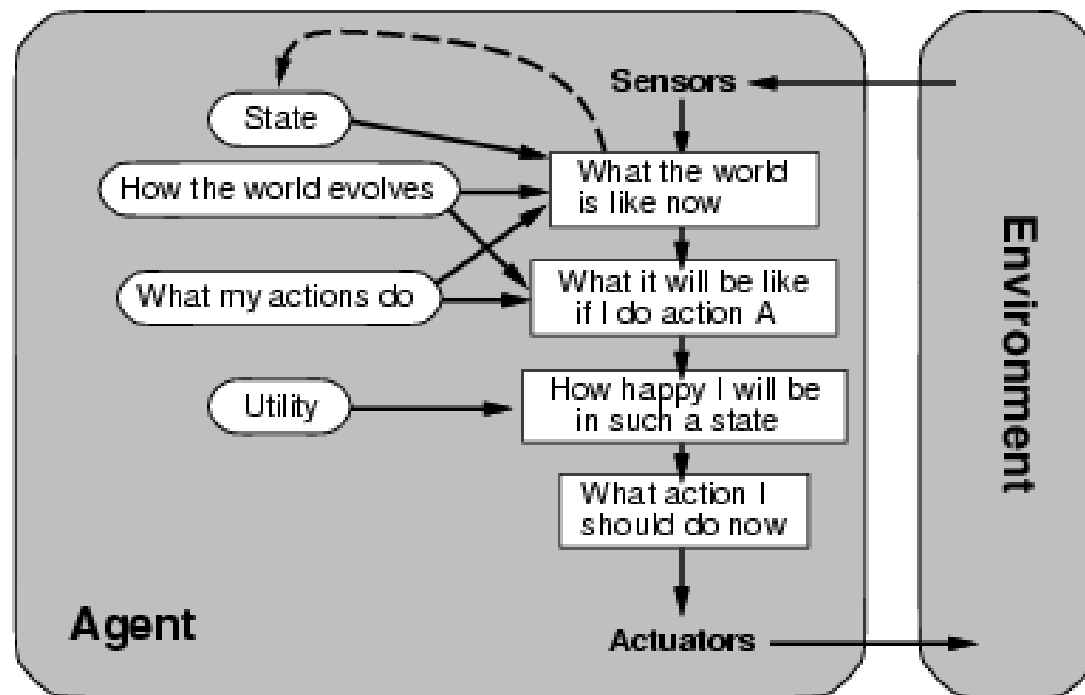 Sensors
State
What the world
is like now
How the world evolves
What it will be like
if I do action A
What my actions do
How happy I will be
in such a state
Utility
What action I
should do now
Agent
Actuators
Environment